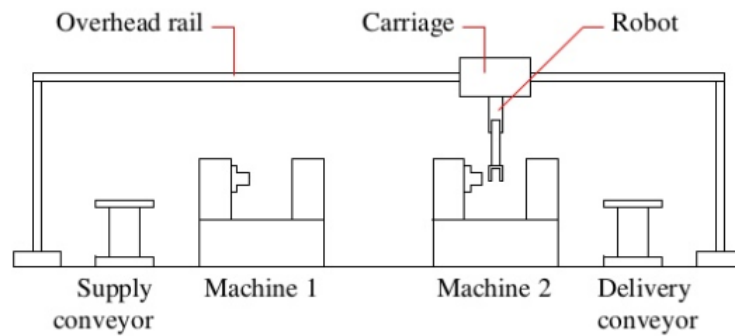 Overhead rail
Carriage
Robot
Supply
conveyor
Machine 1
Machine 2
Delivery
conveyor